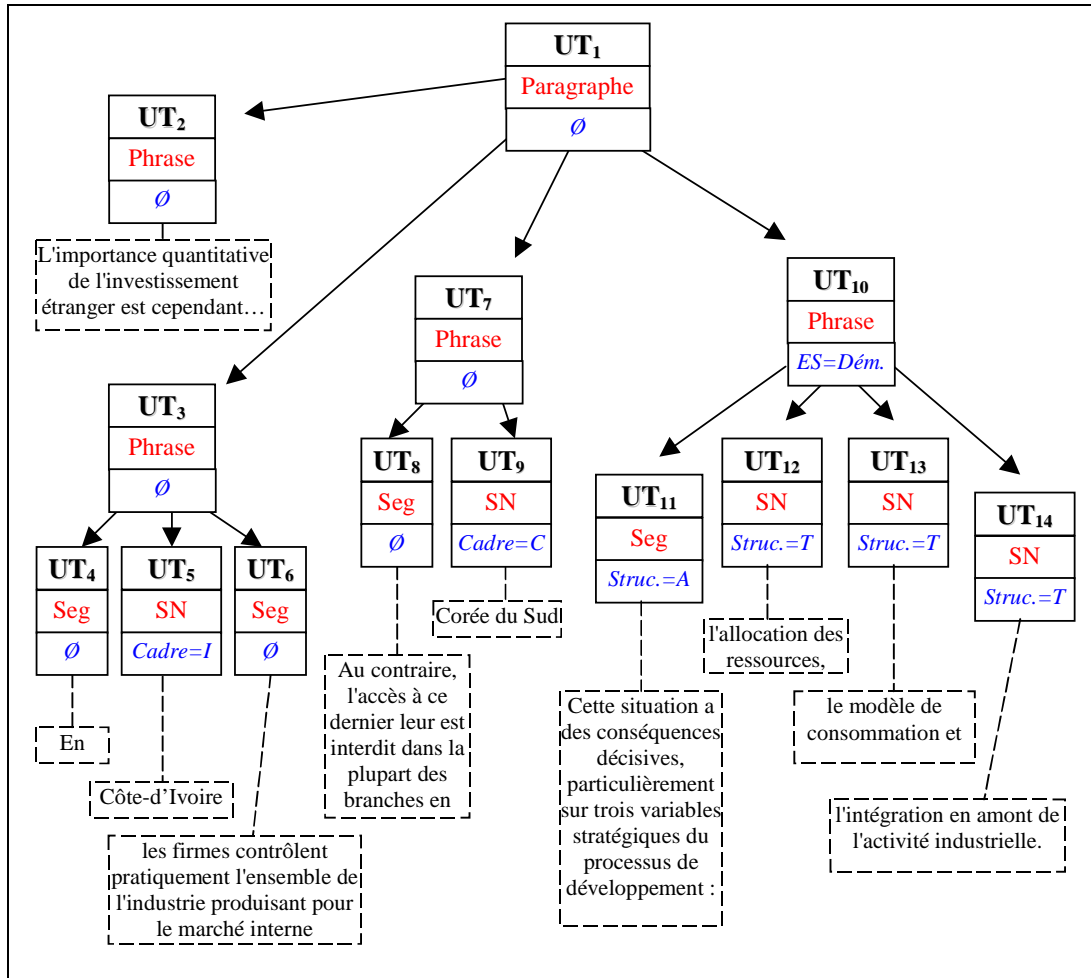 UT1
Paragraphe
Ø
UT2
Phrase
Ø
L'importance quantitative
de l'investissement
étranger est cependant…
UT3
Phrase
Ø
UT4
Seg
Ø
En
UT5
SN
Cadre=I
Côte-d’Ivoire
UT6
Seg
Ø
les firmes contrôlent
pratiquement l'ensemble de
l'industrie produisant pour
le marché interne
UT7
Phrase
Ø
UT8
Seg
Ø
Au contraire,
l'accès à ce
dernier leur est
interdit dans la
plupart des
branches en
UT9
SN
Cadre=C
Corée du Sud
UT10
Phrase
ES=Dém.
UT11
Seg
Struc.=A
Cette situation a
des conséquences
décisives,
particulièrement
sur trois variables
stratégiques du
processus de
développement :
UT12
SN
Struc.=T
l'allocation des
ressources,
UT13
SN
Struc.=T
le modèle de
consommation et
UT14
SN
Struc.=T
l'intégration en amont de
l'activité industrielle.